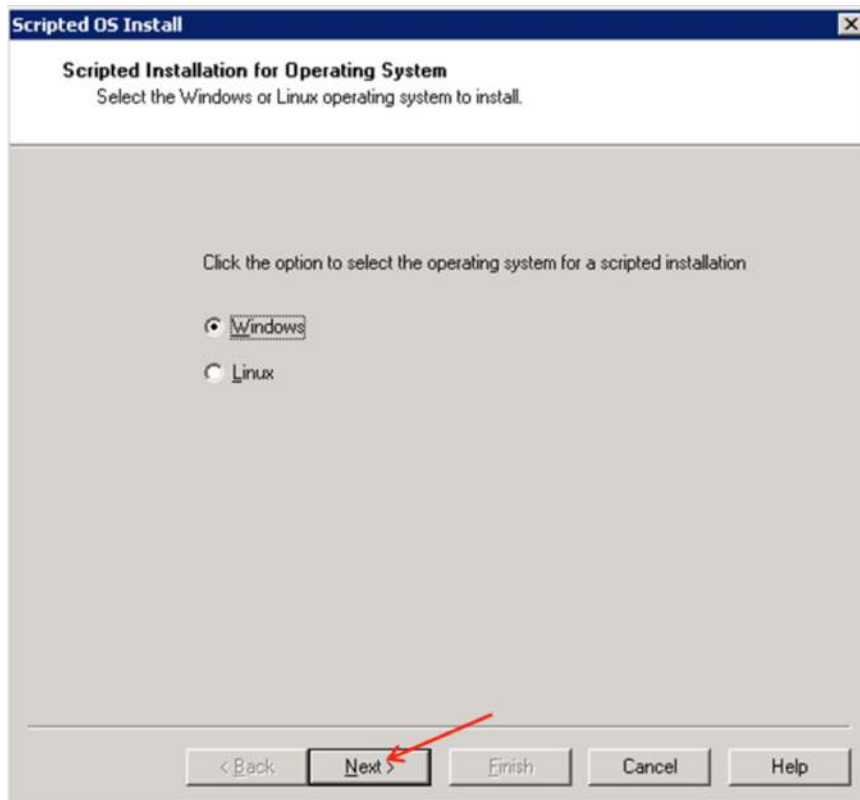 Scripted OS Install
Scripted Installation for Operating System
Select the Windows or Linux operating system to install.
Click the option to select the operating system for a scripted installation
Windows
Linux
< Back Next > Finish Cancel Help